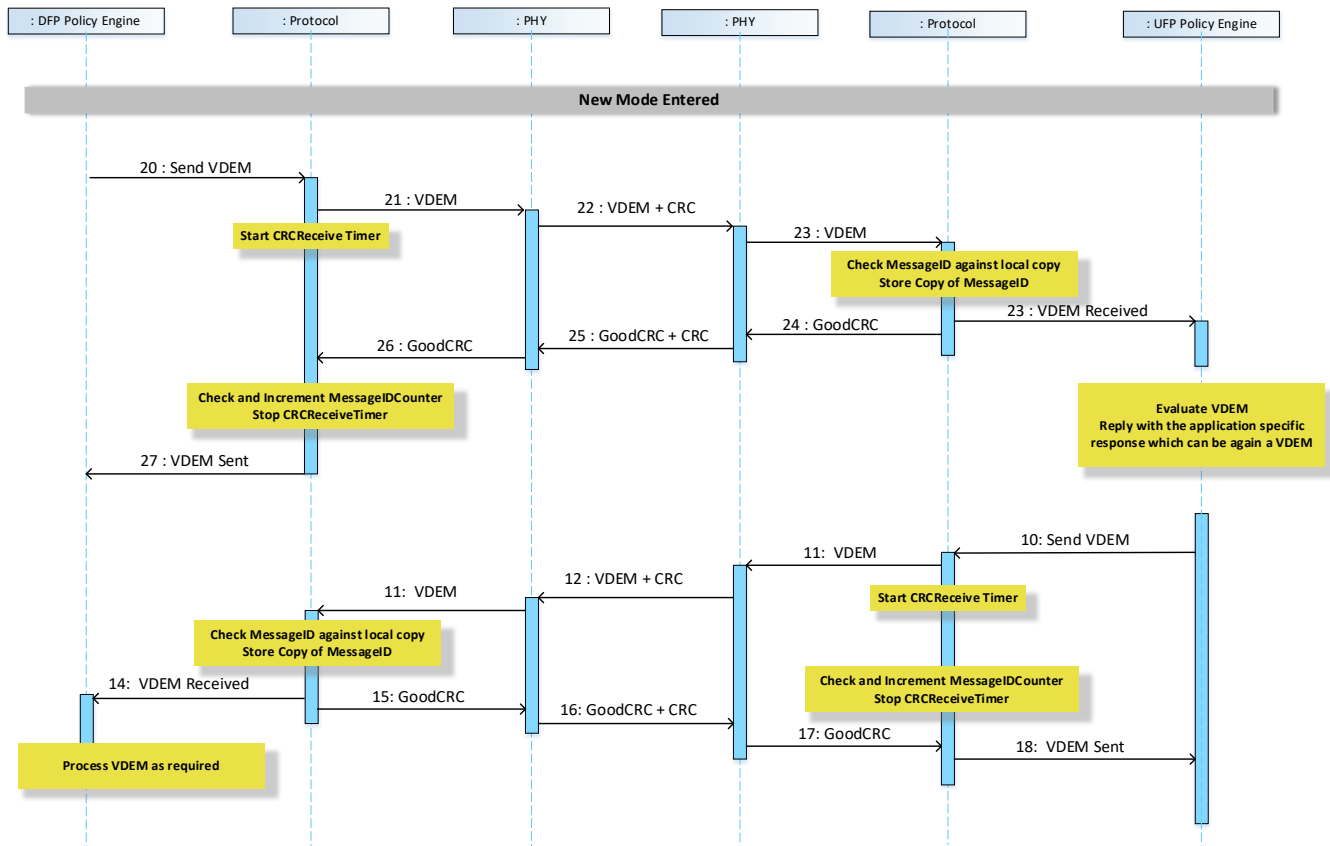 : DFP Policy Engine
: Protocol
: PHY
: PHY
: Protocol
: UFP Policy Engine
New Mode Entered
20 : Send VDEM
21 : VDEM
22 : VDEM + CRC
Start CRCReceive Timer
23 : VDEM
Check MessageID against local copy
Store Copy of MessageID
23 : VDEM Received
24 : GoodCRC
25 : GoodCRC + CRC
26 : GoodCRC
Check and Increment MessageIDCounter
Stop CRCReceiveTimer
Evaluate VDEM
Reply with the application specific
response which can be again a VDEM
27 : VDEM Sent
10: Send VDEM
11: VDEM
12 : VDEM + CRC
11: VDEM
Start CRCReceive Timer
Check MessageID against local copy
Store Copy of MessageID
14: VDEM Received
15: GoodCRC
Check and Increment MessageIDCounter
Stop CRCReceiveTimer
16: GoodCRC + CRC
17: GoodCRC
18: VDEM Sent
Process VDEM as required